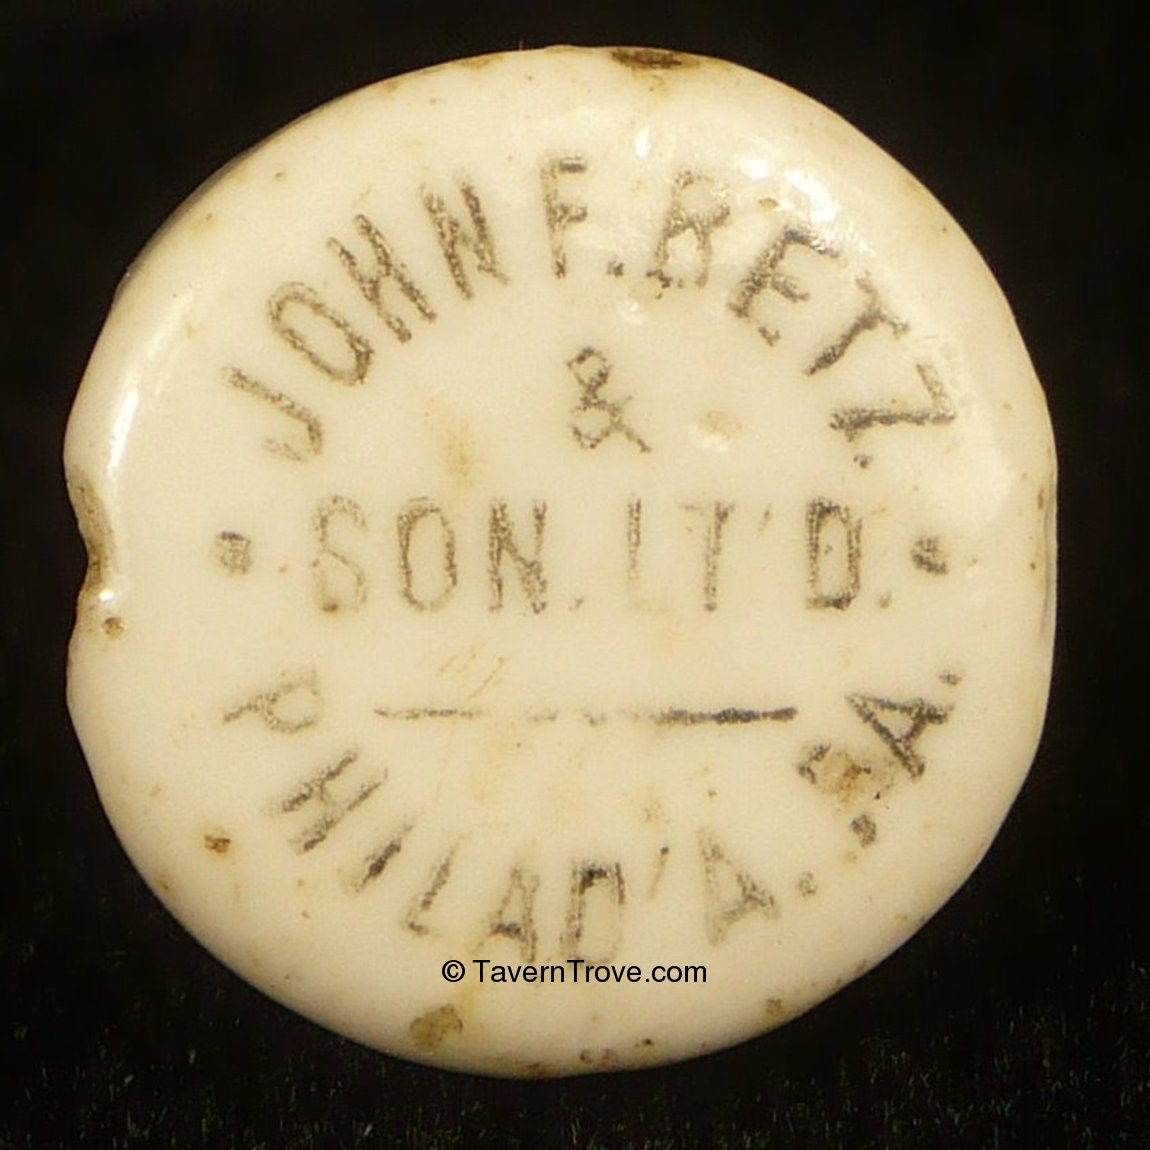 JOHN F. BETZ.
&
• SON. LT'D. •
PHILAD'A. PA.
© TavernTrove.com